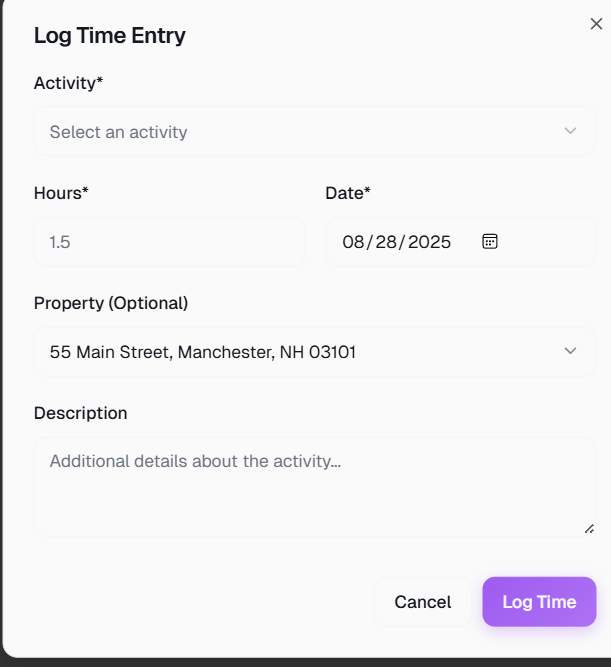 Log Time Entry
Activity*
Select an activity
Hours* Date*
1.5 08/28/2025
Property (Optional)
55 Main Street, Manchester, NH 03101
Description
Additional details about the activity...
Cancel Log Time